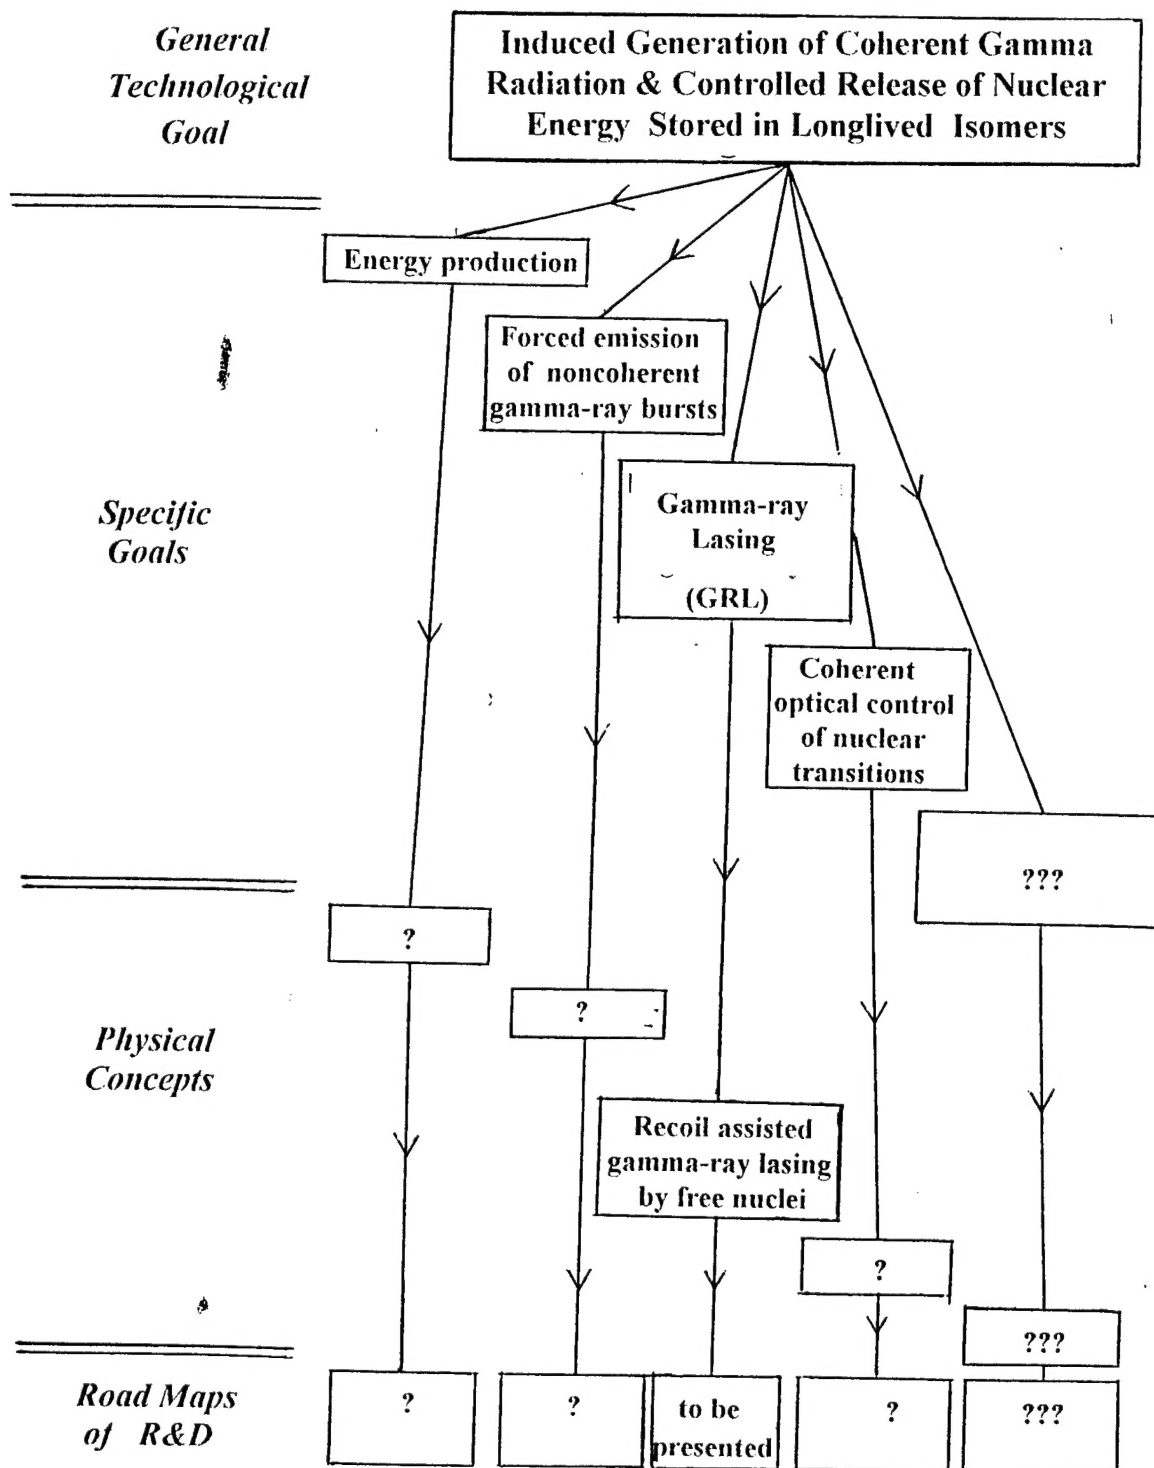 General
Technological
Goal
Induced Generation of Coherent Gamma
Radiation & Controlled Release of Nuclear
Energy Stored in Longlived Isomers
Energy production
Forced emission
of noncoherent
gamma-ray bursts
Specific
Goals
Gamma-ray
Lasing
(GRL)
Coherent
optical control
of nuclear
transitions
???
?
?
Physical
Concepts
Recoil assisted
gamma-ray lasing
by free nuclei
?
???
Road Maps
of R&D
?
?
to be
presented
?
???